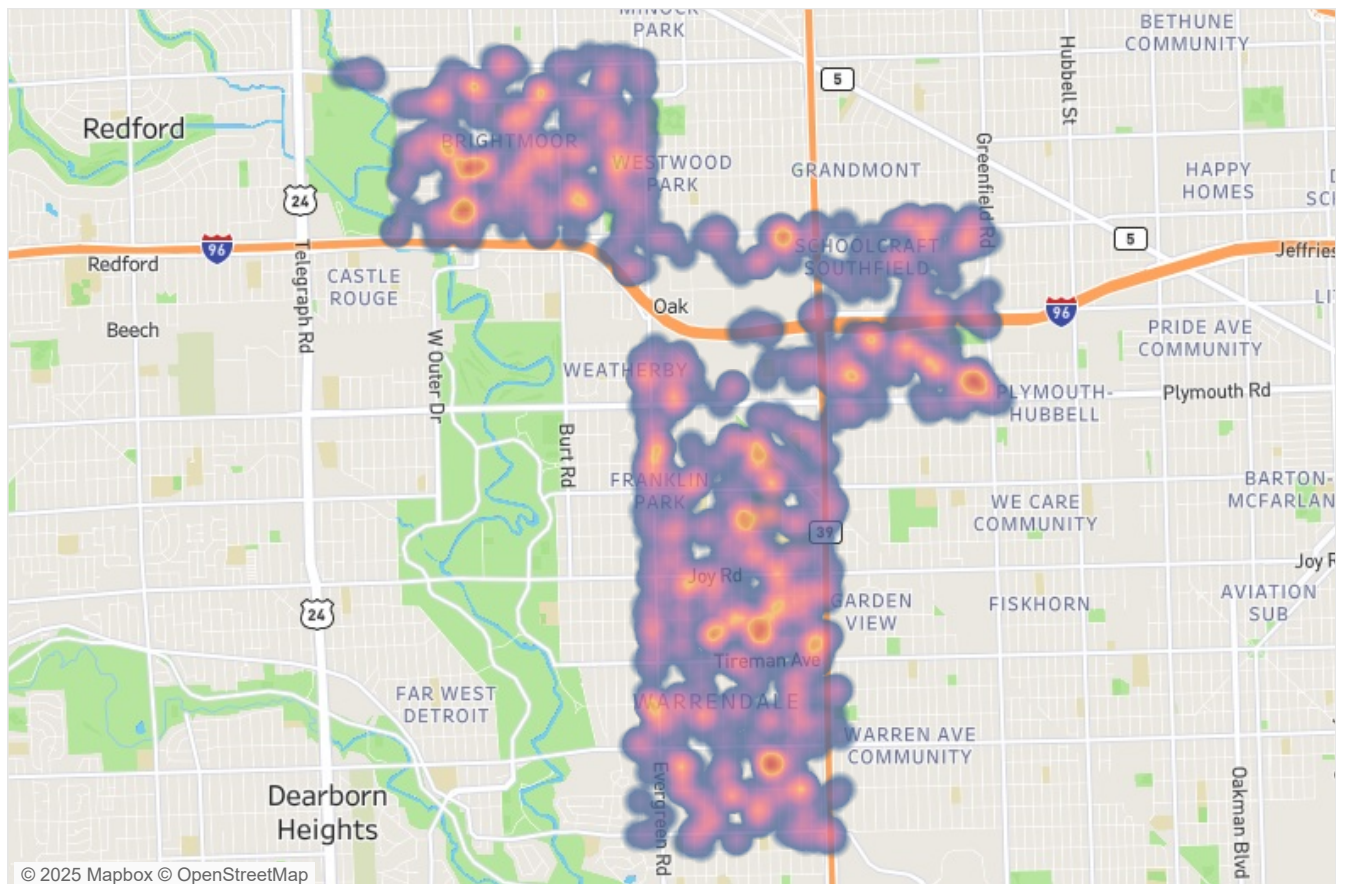 MINOCK
PARK
BETHUNE
COMMUNITY
Hubbell St
5
Redford
BRIGHTMOOR
WESTWOOD
PARK
GRANDMONT
Greenfield Rd
HAPPY
HOMES
24
96
Redford
Telegraph Rd
CASTLE
ROUGE
SCHOOLCRAFT
SOUTHFIELD
5
Jeffries
Oak
96
Beech
W Outer Dr
WEATHERBY
PRIDE AVE
COMMUNITY
PLYMOUTH-
HUBBELL
Plymouth Rd
Burt Rd
FRANKLIN
PARK
WE CARE
COMMUNITY
BARTON-
MCFARLAN
39
Joy Rd
Joy R
24
GARDEN
VIEW
FISKHORN
AVIATION
SUB
Tireman Ave
FAR WEST
DETROIT
WARRENDALE
WARREN AVE
COMMUNITY
Evergreen Rd
Oakman Blvd
Dearborn
Heights
© 2025 Mapbox © OpenStreetMap